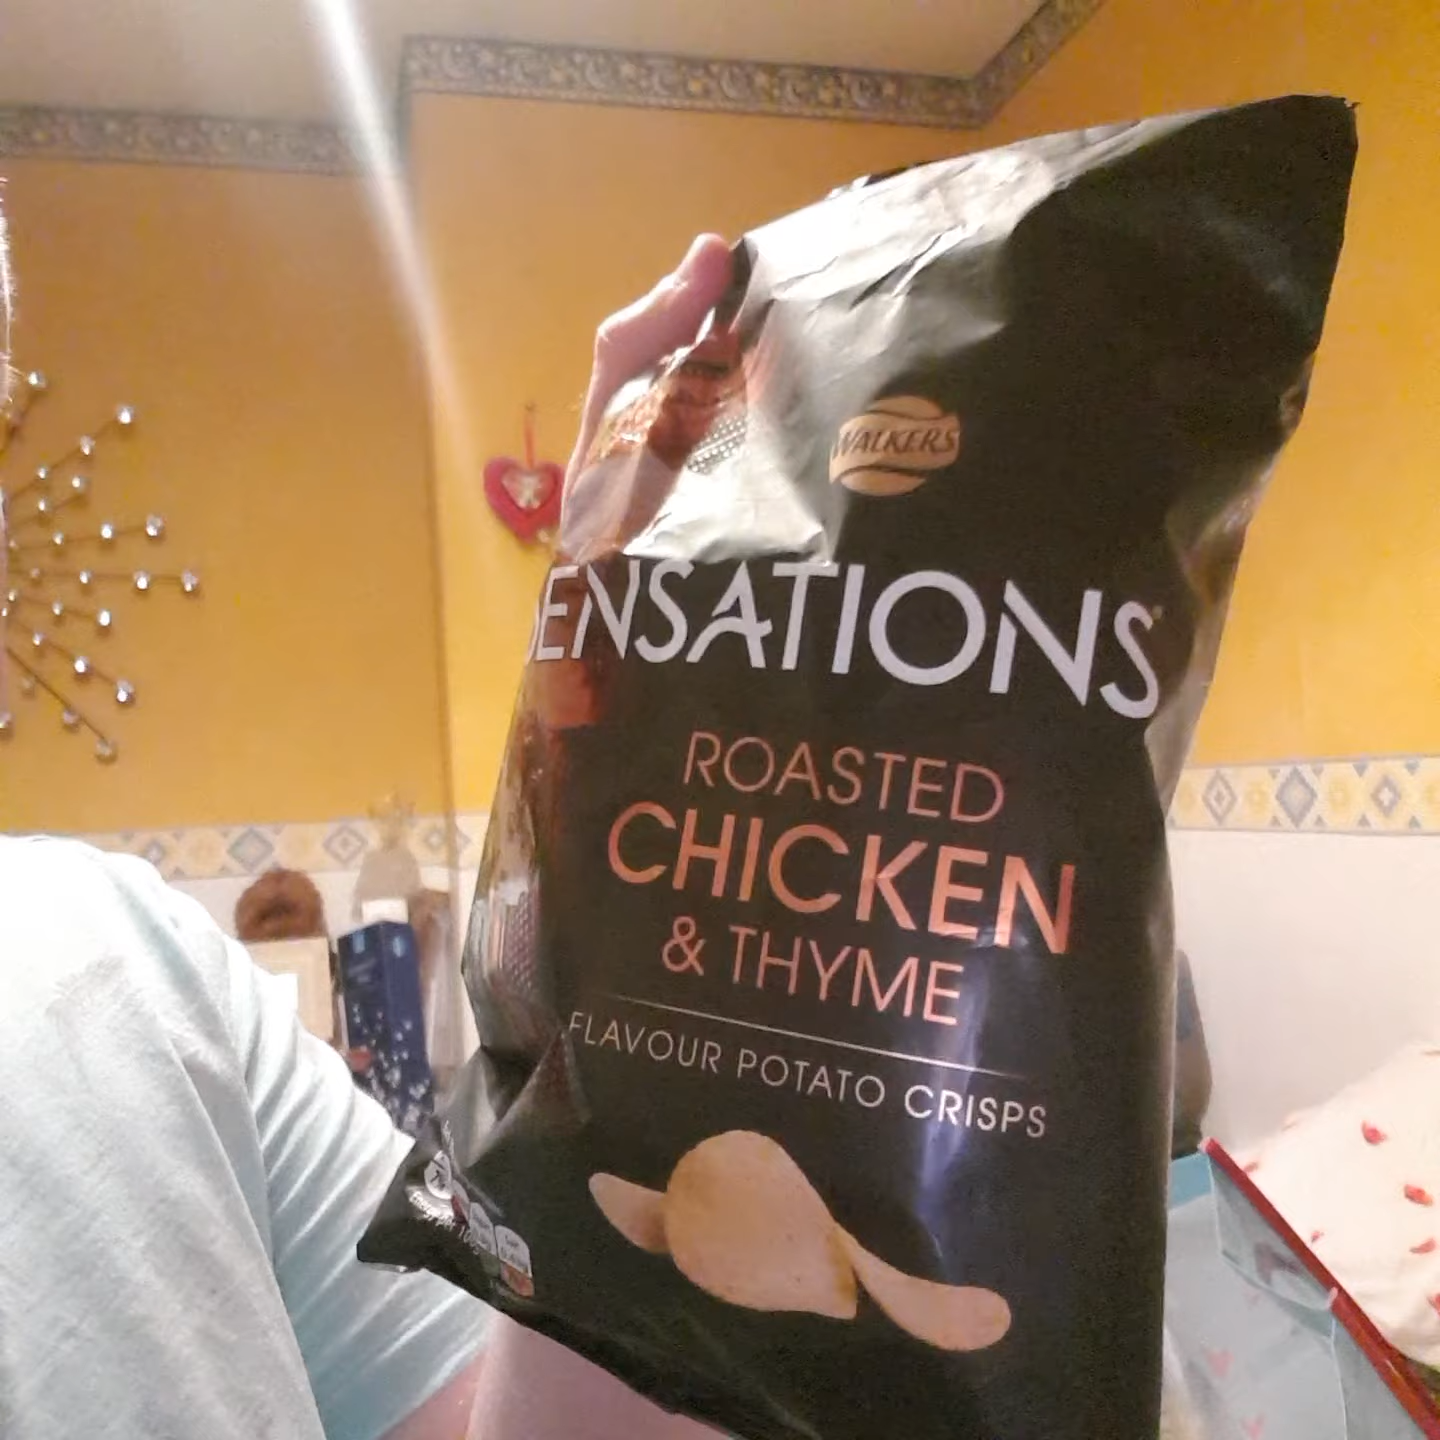 WALKERS
SENSATIONS
ROASTED
CHICKEN
& THYME
FLAVOUR POTATO CRISPS